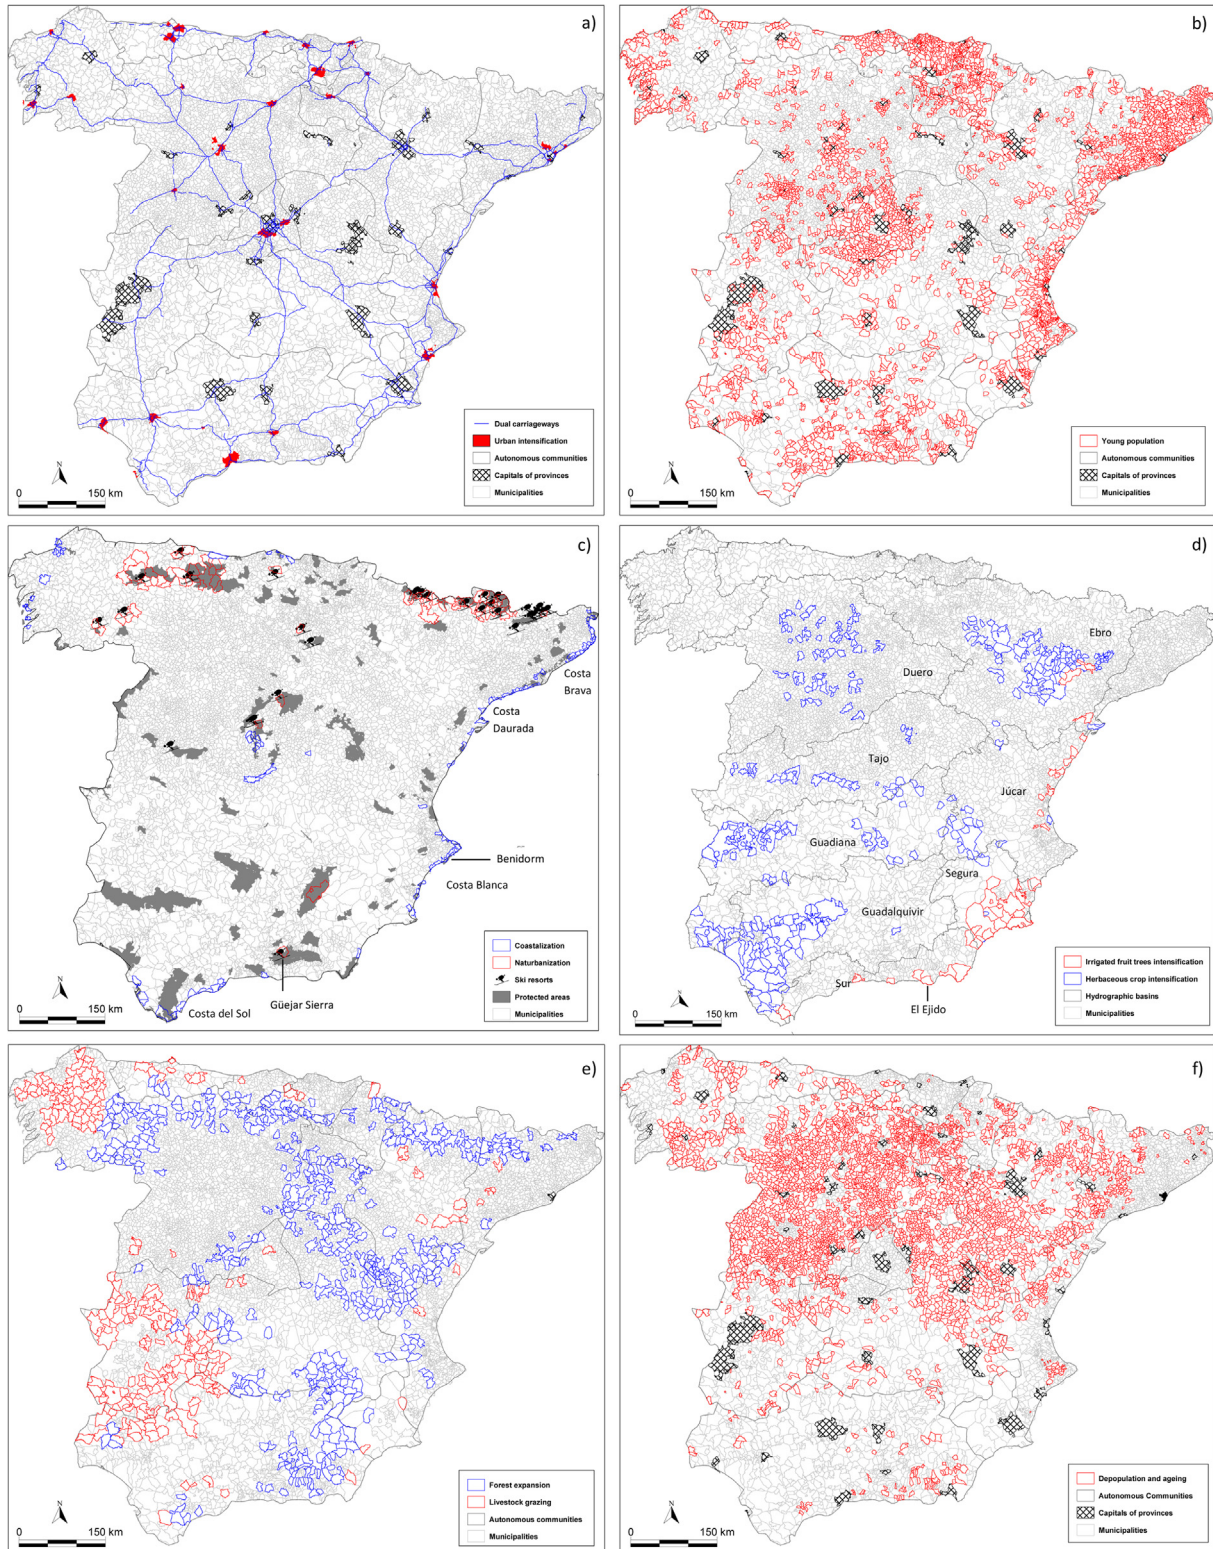 a)
Dual carriageways
Urban intensification
Autonomous communities
Capitals of provinces
Municipalities
N
0 150 km
b)
Young population
Autonomous communities
Capitals of provinces
Municipalities
N
0 150 km
c)
Costa
Brava
Costa
Daurada
Benidorm
Costa Blanca
Güejar Sierra
Costa del Sol
Coastalization
Naturbanization
Ski resorts
Protected areas
Municipalities
N
0 150 km
d)
Ebro
Duero
Tajo
Júcar
Guadiana
Segura
Guadalquivir
Sur
El Ejido
Irrigated fruit trees intensification
Herbaceous crop intensification
Hydrographic basins
Municipalities
N
0 150 km
e)
Forest expansion
Livestock grazing
Autonomous communities
Municipalities
N
0 150 km
f)
Depopulation and ageing
Autonomous Communities
Capitals of provinces
Municipalities
N
0 150 km